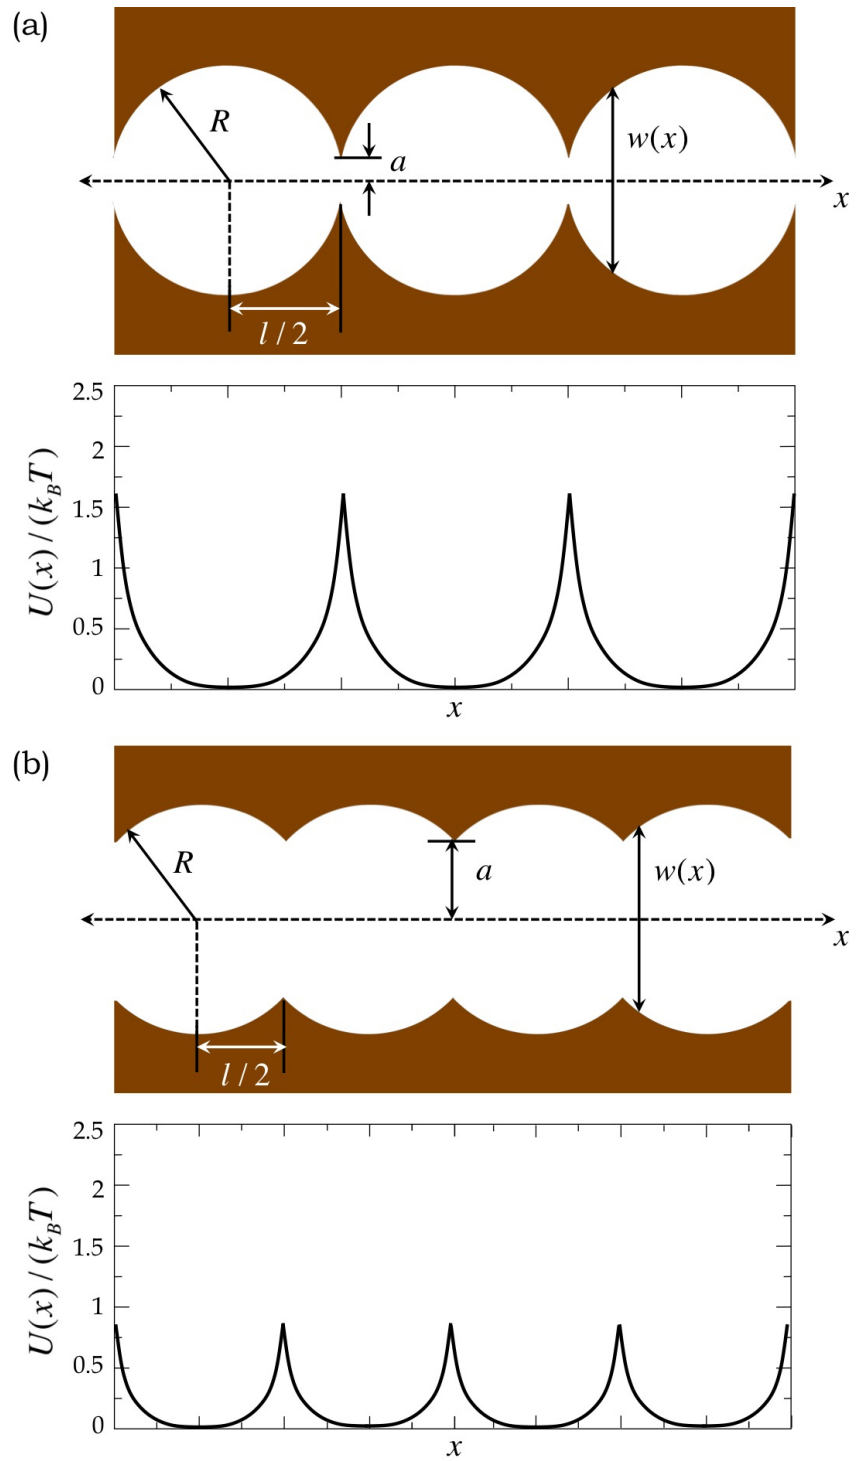 (a)
R
a
w(x)
x
l / 2
2.5
2
1.5
1
0.5
0
U(x) / (k_B T)
x
(b)
R
a
w(x)
x
l / 2
2.5
2
1.5
1
0.5
0
U(x) / (k_B T)
x